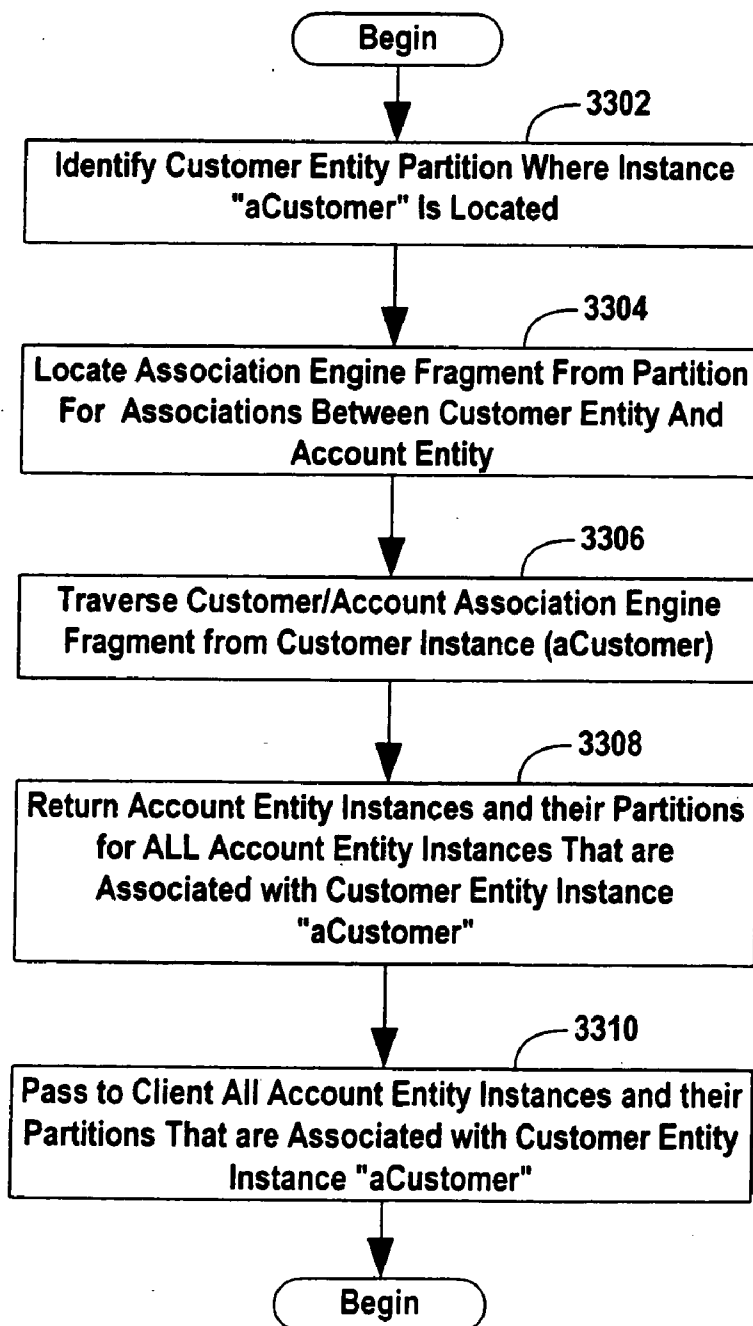 Begin
3302
Identify Customer Entity Partition Where Instance
"aCustomer" Is Located
3304
Locate Association Engine Fragment From Partition
For Associations Between Customer Entity And
Account Entity
3306
Traverse Customer/Account Association Engine
Fragment from Customer Instance (aCustomer)
3308
Return Account Entity Instances and their Partitions
for ALL Account Entity Instances That are
Associated with Customer Entity Instance
"aCustomer"
3310
Pass to Client All Account Entity Instances and their
Partitions That are Associated with Customer Entity
Instance "aCustomer"
Begin